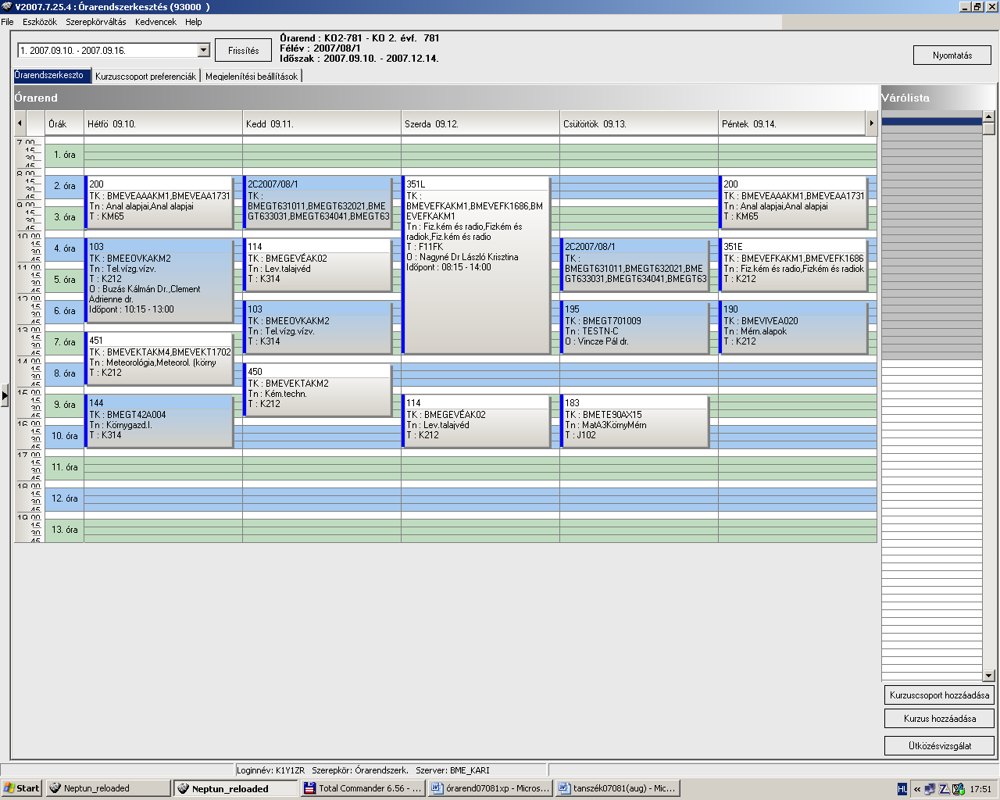 V2007.7.25.4 : Órarendszerkesztés (93000 )
File Eszközök Szerepkörváltás Kedvencek Help
1. 2007.09.10. - 2007.09.16.
Frissítés
Órarend : KO2-781 - KO 2. évf. 781
Félév : 2007/08/1
Időszak : 2007.09.10. - 2007.12.14.
Nyomtatás
Órarendszerkeszto Kurzuscsoport preferenciák Megjelenítési beállítások
Órarend
Várólista
Órák Hétfő 09.10. Kedd 09.11. Szerda 09.12. Csütörtök 09.13. Péntek 09.14.
7 00
15
30
45
8 00
15
30
45
9 00
15
30
45
10 00
15
30
45
11 00
15
30
45
12 00
15
30
45
13 00
15
30
45
14 00
15
30
45
15 00
15
30
45
16 00
15
30
45
17 00
15
30
45
18 00
15
30
45
19 00
15
30
45
1. óra
2. óra
3. óra
4. óra
5. óra
6. óra
7. óra
8. óra
9. óra
10. óra
11. óra
12. óra
13. óra
200
TK : BMEVEAAAKM1,BMEVEAA1731
Tn : Anal alapjai,Anal alapjai
T : KM65
103
TK : BMEEOVKAKM2
Tn : Tel.vízg.vízv.
T : K212
O : Buzás Kálmán Dr.,Clement
Adrienne dr.
Időpont : 10:15 - 13:00
451
TK : BMEVEKTAKM4,BMEVEKT1702
Tn : Meteorológia,Meteorol. (körny
T : K212
144
TK : BMEGT42A004
Tn : Környgazd.I.
T : K314
2C2007/08/1
TK :
BMEGT631011,BMEGT632021,BME
GT633031,BMEGT634041,BMEGT63
114
TK : BMEGEVÉAK02
Tn : Lev.talajvéd
T : K314
103
TK : BMEEOVKAKM2
Tn : Tel.vízg.vízv.
T : K314
450
TK : BMEVEKTAKM2
Tn : Kém.techn.
T : K212
351L
TK :
BMEVEFKAKM1,BMEVEFK1686,BM
EVEFKAKM1
Tn : Fiz.kém és radio,Fizkém és
radiok,Fiz.kém és radio
T : F11FK
O : Nagyné Dr László Krisztina
Időpont : 08:15 - 14:00
114
TK : BMEGEVÉAK02
Tn : Lev.talajvéd
T : K212
2C2007/08/1
TK :
BMEGT631011,BMEGT632021,BME
GT633031,BMEGT634041,BMEGT63
195
TK : BMEGT701009
Tn : TESTN-C
O : Vincze Pál dr.
183
TK : BMETE90AX15
Tn : MatA3KörnyMérn
T : J102
200
TK : BMEVEAAAKM1,BMEVEAA1731
Tn : Anal alapjai,Anal alapjai
T : KM65
351E
TK : BMEVEFKAKM1,BMEVEFK1686
Tn : Fiz.kém és radio,Fizkém és radiok
T : K212
190
TK : BMEVIVEA020
Tn : Mérn.alapok
T : K212
Kurzuscsoport hozzáadása
Kurzus hozzáadása
Ütközésvizsgálat
Loginnév: K1Y1ZR Szerepkör: Órarendszerk. Szerver: BME_KARI
Start Neptun_reloaded Neptun_reloaded Total Commander 6.56 - ... órarend07081xp - Micros... tanszék07081(aug) - Mic... HU « 17:51